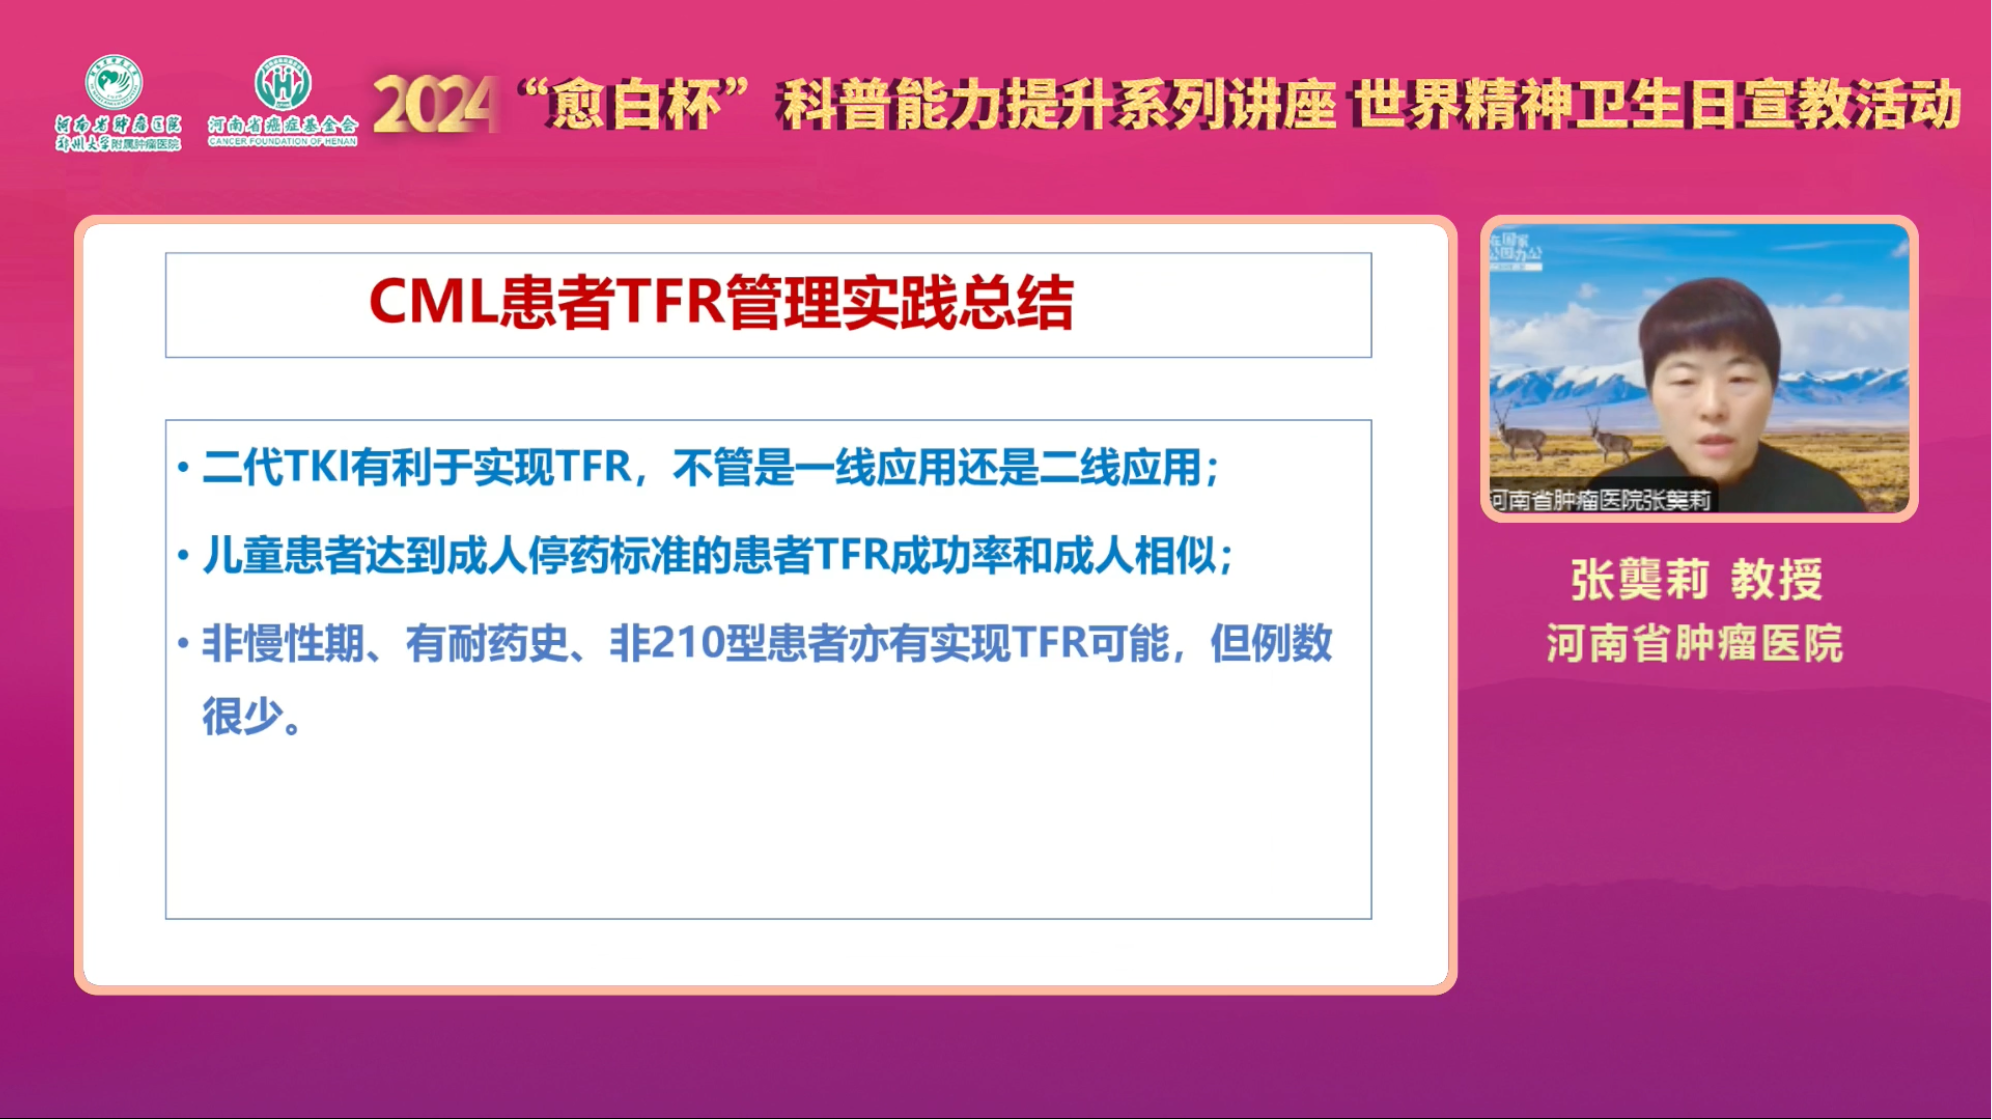 河南省肿瘤医院
郑州大学附属肿瘤医院
河南省癌症基金会
CANCER FOUNDATION OF HENAN
2024“愈白杯”科普能力提升系列讲座 世界精神卫生日宣教活动
CML患者TFR管理实践总结
• 二代TKI有利于实现TFR，不管是一线应用还是二线应用；
• 儿童患者达到成人停药标准的患者TFR成功率和成人相似；
• 非慢性期、有耐药史、非210型患者亦有实现TFR可能，但例数
很少。
在国家
公园办公
河南省肿瘤医院张龑莉
张龑莉 教授
河南省肿瘤医院